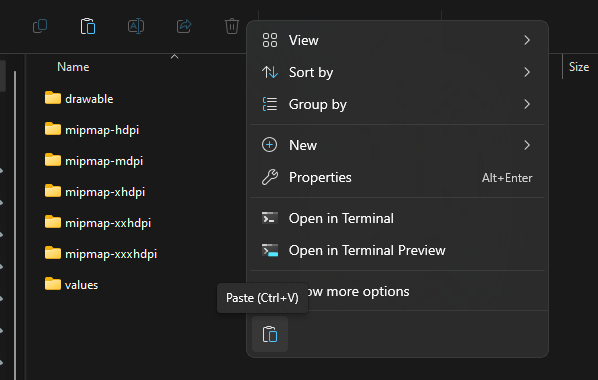 Name
Size
drawable
mipmap-hdpi
mipmap-mdpi
mipmap-xhdpi
mipmap-xxhdpi
mipmap-xxxhdpi
values
View
Sort by
Group by
New
Properties Alt+Enter
Open in Terminal
Open in Terminal Preview
ow more options
Paste (Ctrl+V)